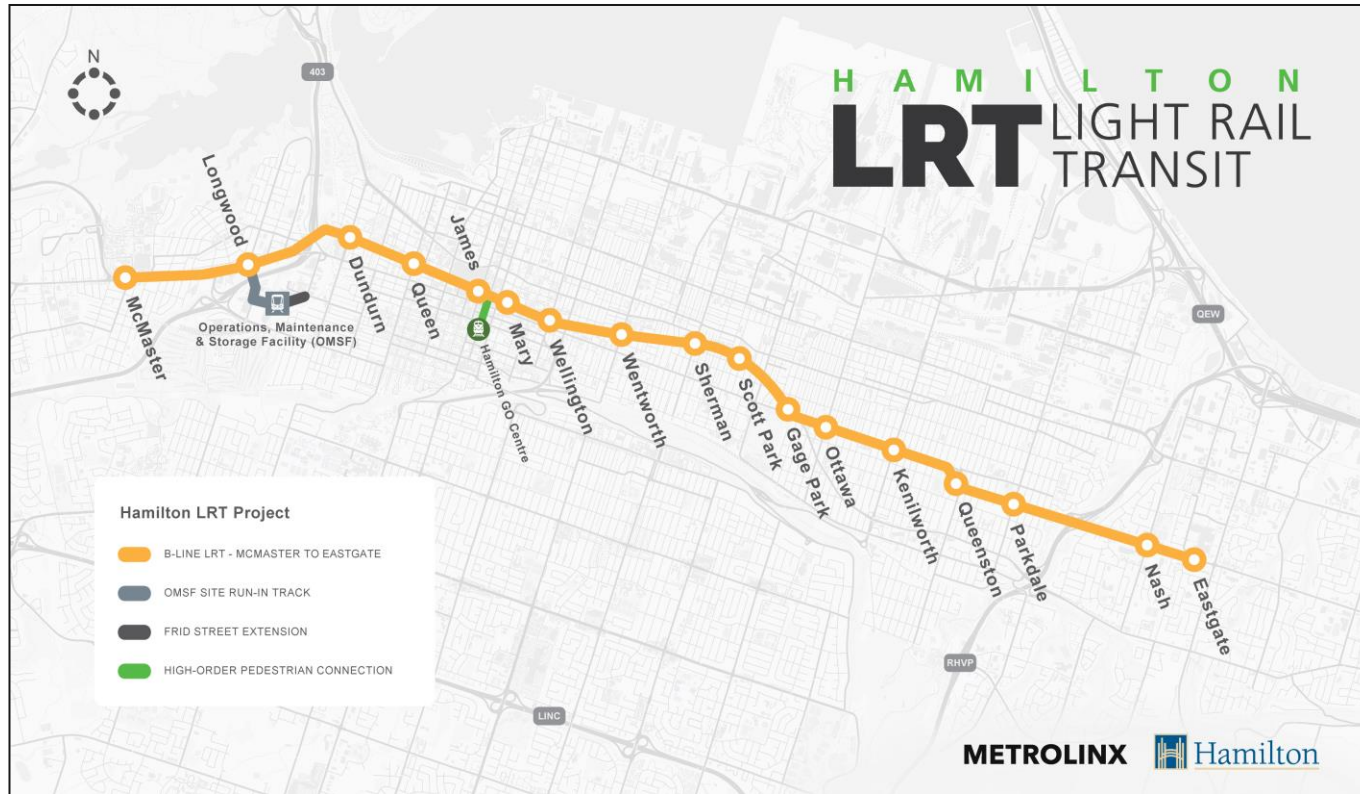 N
403
HAMILTON
LRT LIGHT RAIL
TRANSIT
Longwood
James
McMaster
Dundurn
Queen
Mary
Wellington
Wentworth
Sherman
Scott Park
Gage Park
Ottawa
Kenilworth
Queenston
Parkdale
Nash
Eastgate
Operations, Maintenance
& Storage Facility (OMSF)
Hamilton GO Centre
QEW
RHVP
LINC
Hamilton LRT Project
B-LINE LRT - MCMASTER TO EASTGATE
OMSF SITE RUN-IN TRACK
FRID STREET EXTENSION
HIGH-ORDER PEDESTRIAN CONNECTION
METROLINX
Hamilton